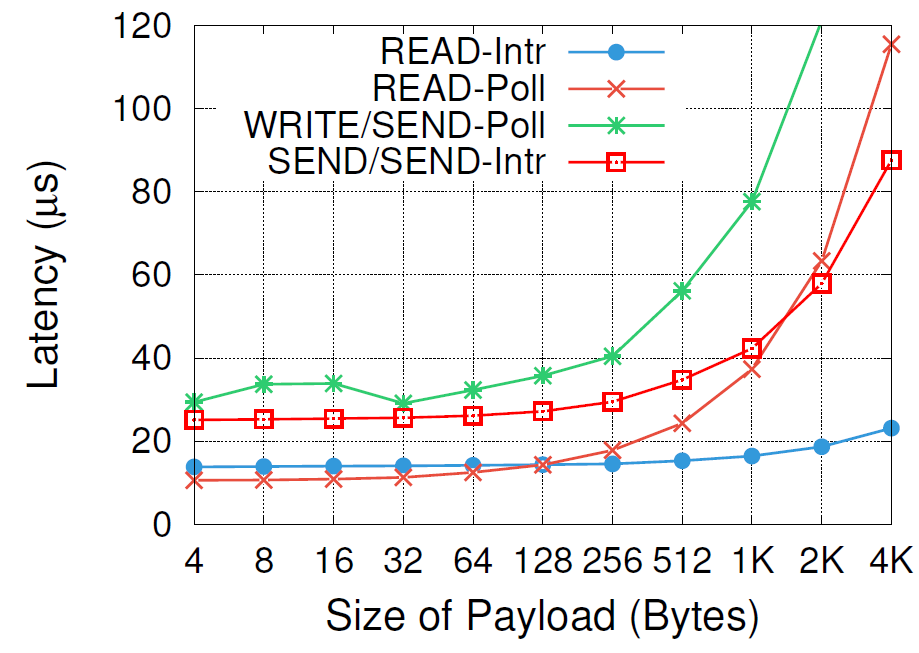 120
100
80
60
40
20
0
Latency (μs)
READ-Intr
READ-Poll
WRITE/SEND-Poll
SEND/SEND-Intr
4 8 16 32 64 128 256 512 1K 2K 4K
Size of Payload (Bytes)